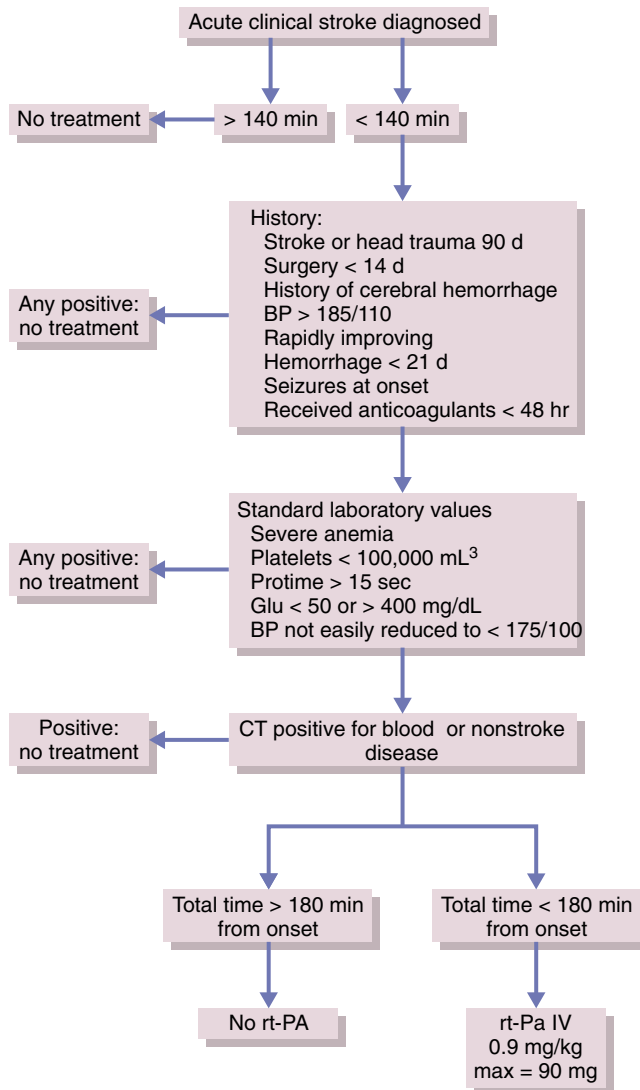 Acute clinical stroke diagnosed
No treatment
> 140 min
< 140 min
History:
Stroke or head trauma 90 d
Surgery < 14 d
History of cerebral hemorrhage
BP > 185/110
Rapidly improving
Hemorrhage < 21 d
Seizures at onset
Received anticoagulants < 48 hr
Any positive:
no treatment
Standard laboratory values
Severe anemia
Platelets < 100,000 mL³
Protime > 15 sec
Glu < 50 or > 400 mg/dL
BP not easily reduced to < 175/100
Any positive:
no treatment
Positive:
no treatment
CT positive for blood or nonstroke
disease
Total time > 180 min
from onset
Total time < 180 min
from onset
No rt-PA
rt-Pa IV
0.9 mg/kg
max = 90 mg